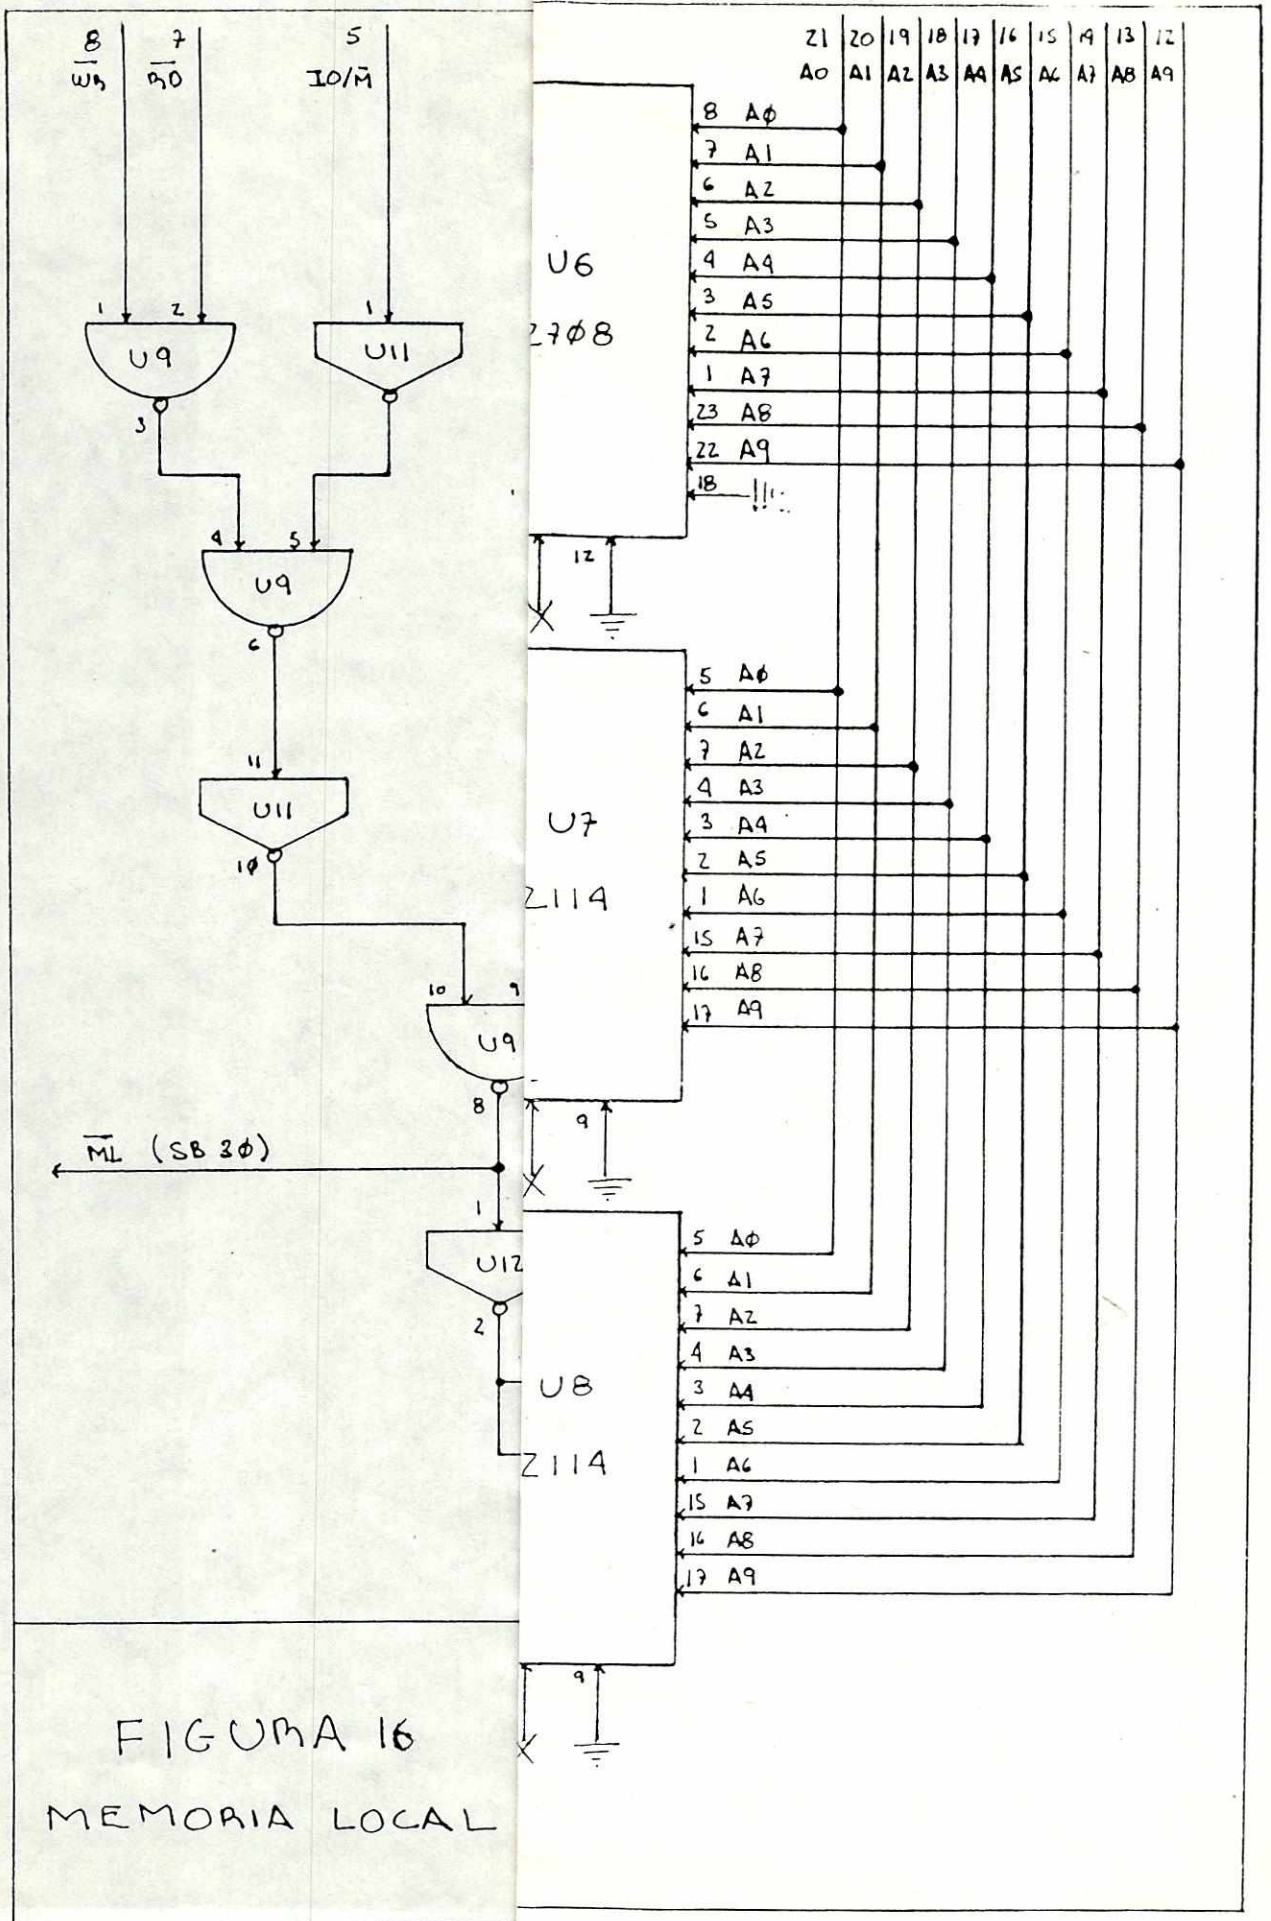 8 7 5
WR RD IO/M
21 20 19 18 17 16 15 14 13 12
A0 A1 A2 A3 A4 A5 A6 A7 A8 A9
8 AΦ
7 A1
6 A2
5 A3
4 A4
3 A5
2 A6
1 A7
23 A8
22 A9
18
12
U6
27Φ8
1 2
U9
3
1
U11
4 5
U9
6
11
U11
1Φ
10 9
U9
8
ML (SB 3Φ)
1
U12
2
5 AΦ
6 A1
7 A2
4 A3
3 A4
2 A5
1 A6
15 A7
16 A8
17 A9
9
U7
2114
5 AΦ
6 A1
7 A2
4 A3
3 A4
2 A5
1 A6
15 A7
16 A8
17 A9
9
U8
2114
FIGURA 16
MEMORIA LOCAL